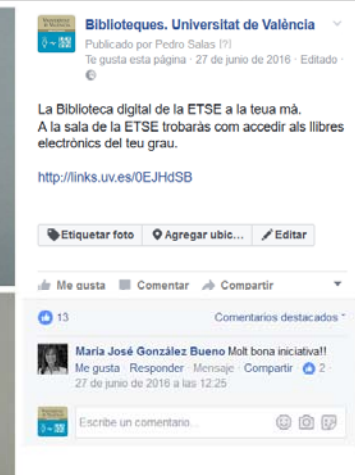 Biblioteques. Universitat de València
Publicado por Pedro Salas [?]
Te gusta esta página · 27 de junio de 2016 · Editado ·
La Biblioteca digital de la ETSE a la teua mà.
A la sala de la ETSE trobaràs com accedir als llibres
electrònics del teu grau.
http://links.uv.es/0EJHdSB
Etiquetar foto Agregar ubic... Editar
Me gusta Comentar Compartir
13 Comentarios destacados
Maria José González Bueno Molt bona iniciativa!!
Me gusta · Responder · Mensaje · Compartir · 2 ·
27 de junio de 2016 a las 12:25
Escribe un comentario...